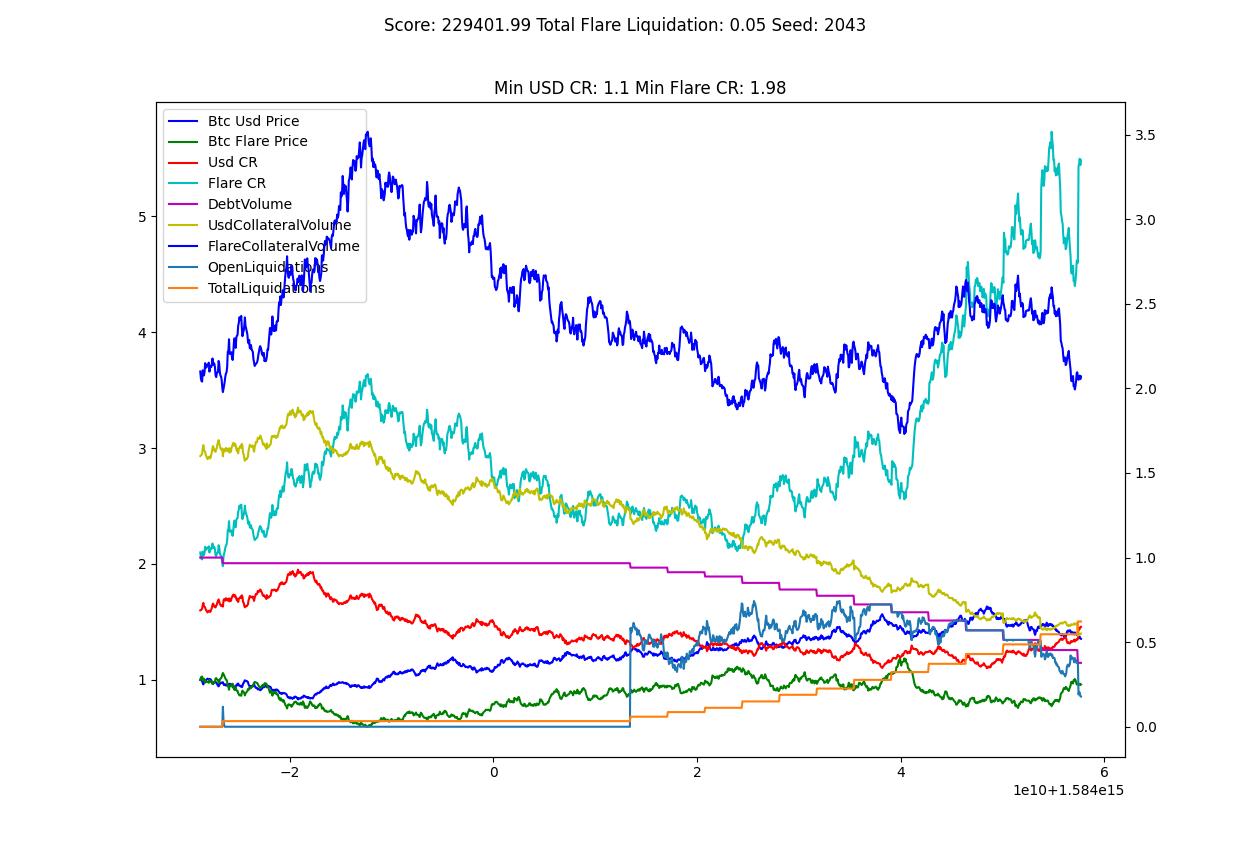 Score: 229401.99 Total Flare Liquidation: 0.05 Seed: 2043
Min USD CR: 1.1 Min Flare CR: 1.98
Btc Usd Price
Btc Flare Price
Usd CR
Flare CR
DebtVolume
UsdCollateralVolume
FlareCollateralVolume
OpenLiquidations
TotalLiquidations
5
4
3
2
1
3.5
3.0
2.5
2.0
1.5
1.0
0.5
0.0
−2 0 2 4 6
1e10+1.584e15